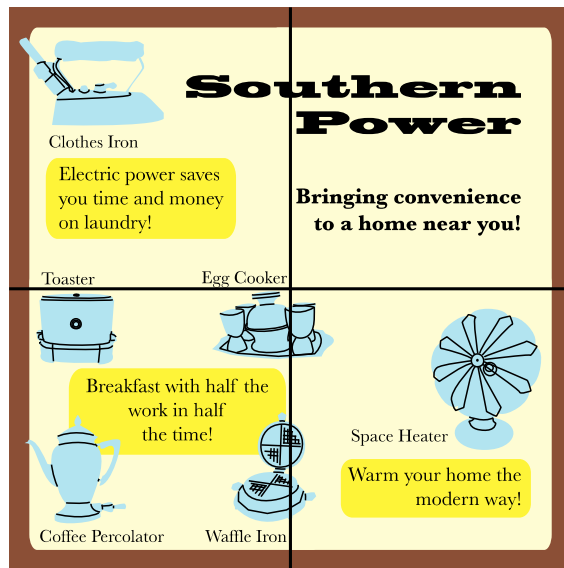 Southern
Power
Clothes Iron
Electric power saves
you time and money
on laundry!
Bringing convenience
to a home near you!
Toaster
Egg Cooker
Breakfast with half the
work in half
the time!
Space Heater
Warm your home the
modern way!
Coffee Percolator
Waffle Iron